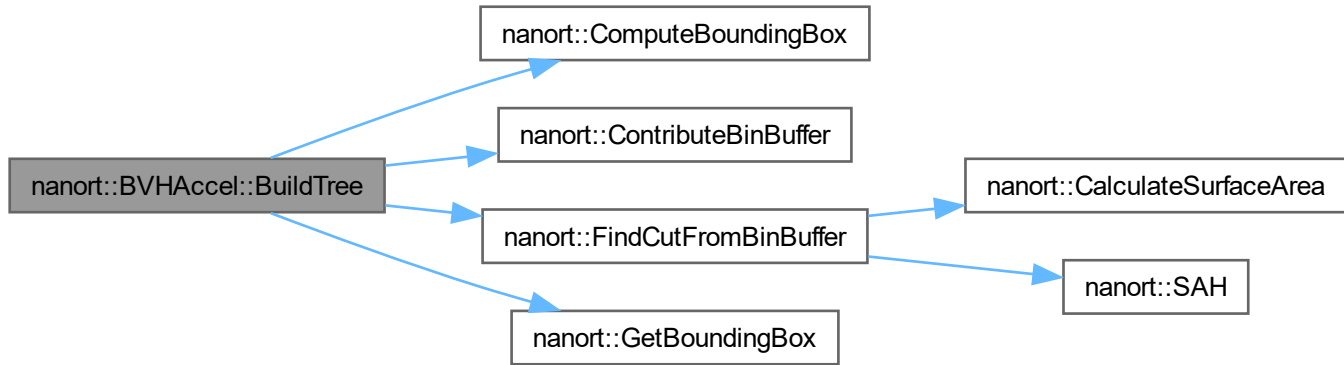 nanort::ComputeBoundingBox
nanort::ContributeBinBuffer
nanort::BVHAccel::BuildTree
nanort::CalculateSurfaceArea
nanort::FindCutFromBinBuffer
nanort::SAH
nanort::GetBoundingBox